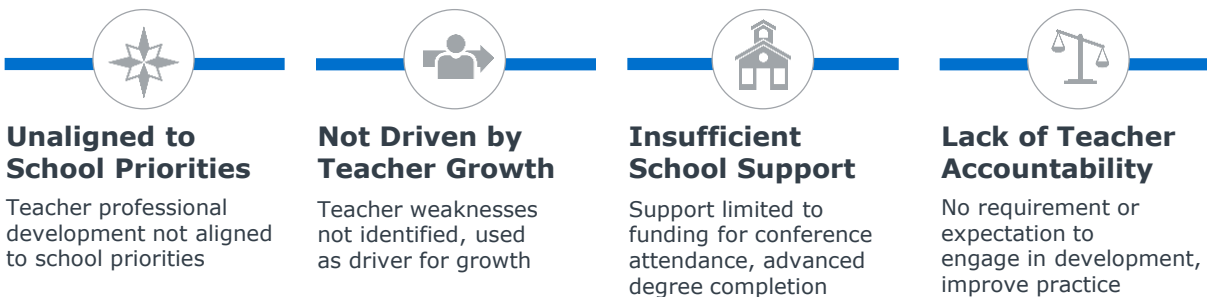 Unaligned to
School Priorities
Teacher professional
development not aligned
to school priorities
Not Driven by
Teacher Growth
Teacher weaknesses
not identified, used
as driver for growth
Insufficient
School Support
Support limited to
funding for conference
attendance, advanced
degree completion
Lack of Teacher
Accountability
No requirement or
expectation to
engage in development,
improve practice